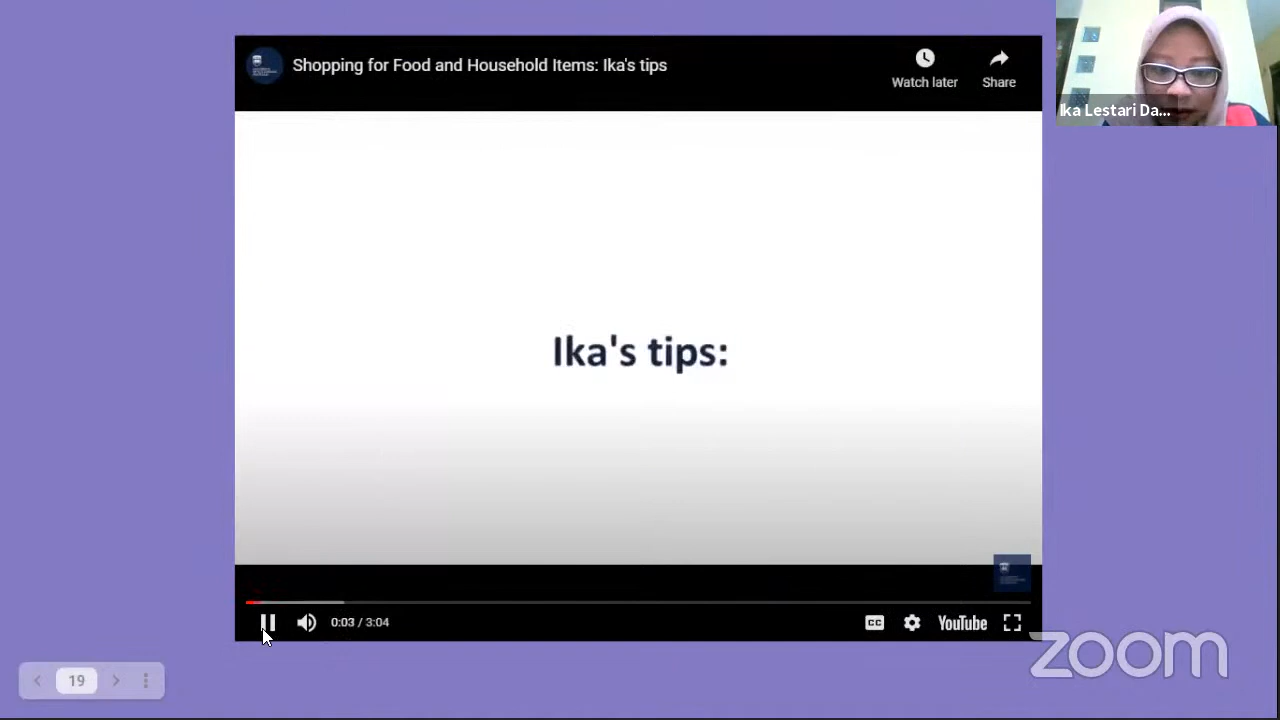 Shopping for Food and Household Items: Ika's tips
Watch later
Share
Ika Lestari Da...
Ika's tips:
0:03 / 3:04
CC
YouTube
zoom
19